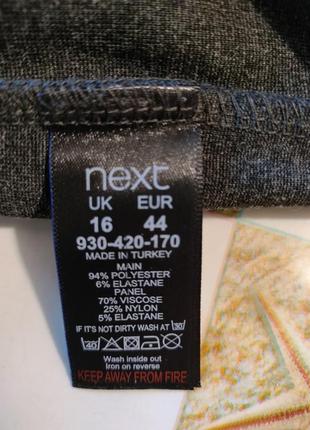 next
UK EUR
16 44
930-420-170
MADE IN TURKEY
MAIN
94% POLYESTER
6% ELASTANE
PANEL
70% VISCOSE
25% NYLON
5% ELASTANE
IF IT'S NOT DIRTY WASH AT 30
40
Wash inside out
Iron on reverse
KEEP AWAY FROM FIRE